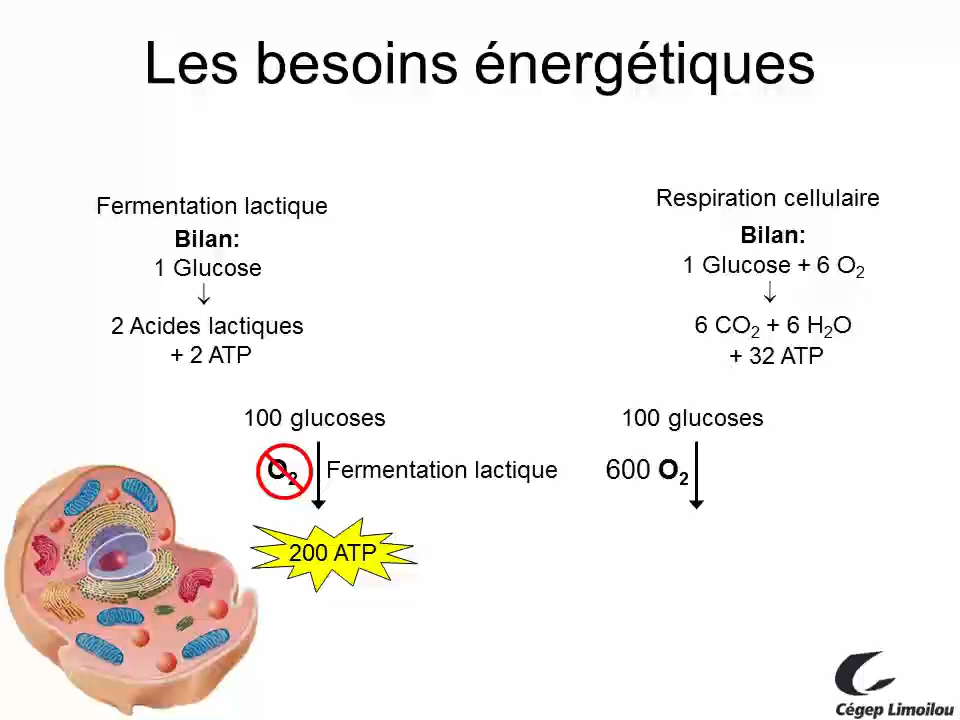 Les besoins énergétiques
Fermentation lactique
Bilan:
1 Glucose
↓
2 Acides lactiques
+ 2 ATP
Respiration cellulaire
Bilan:
1 Glucose + 6 O₂
↓
6 CO₂ + 6 H₂O
+ 32 ATP
100 glucoses
O₂
Fermentation lactique
200 ATP
100 glucoses
600 O₂
Cégep Limoilou